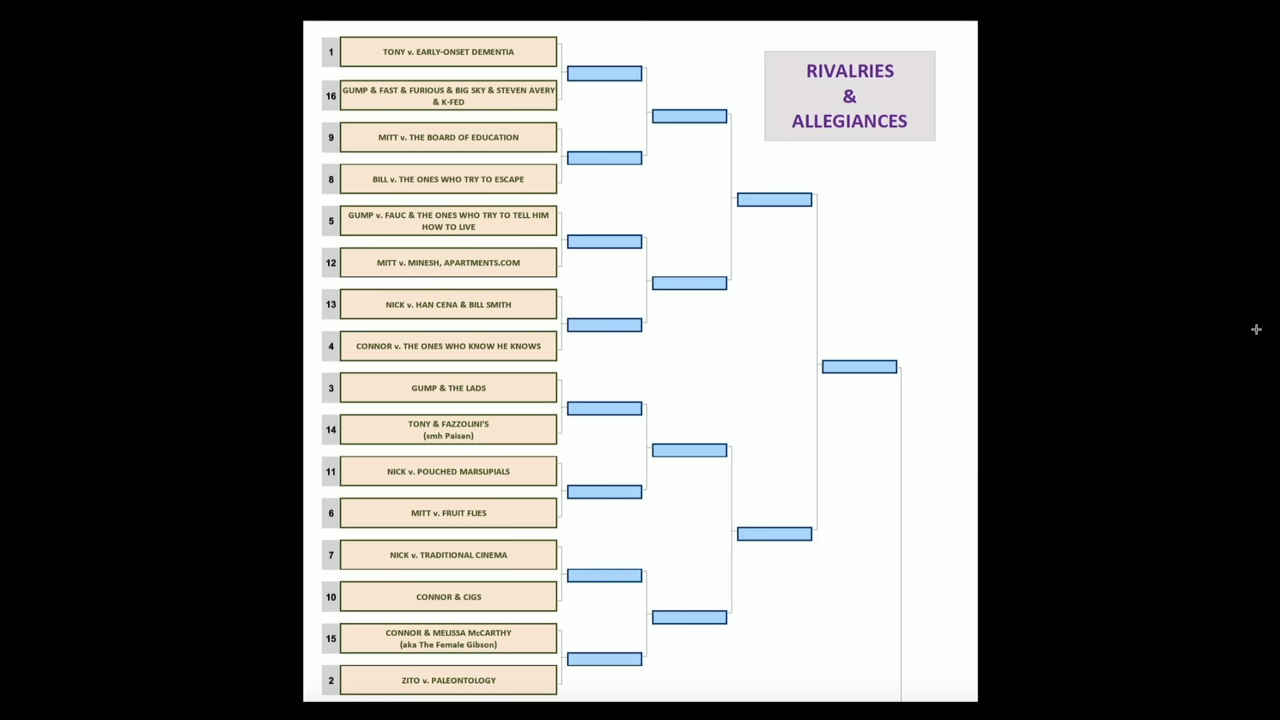 1
TONY v. EARLY-ONSET DEMENTIA
16
GUMP & FAST & FURIOUS & BIG SKY & STEVEN AVERY
& K-FED
9
MITT v. THE BOARD OF EDUCATION
8
BILL v. THE ONES WHO TRY TO ESCAPE
5
GUMP v. FAUC & THE ONES WHO TRY TO TELL HIM
HOW TO LIVE
12
MITT v. MINESH, APARTMENTS.COM
13
NICK v. HAN CENA & BILL SMITH
4
CONNOR v. THE ONES WHO KNOW HE KNOWS
3
GUMP & THE LADS
14
TONY & FAZZOLINI'S
(smh Paisan)
11
NICK v. POUCHED MARSUPIALS
6
MITT v. FRUIT FLIES
7
NICK v. TRADITIONAL CINEMA
10
CONNOR & CIGS
15
CONNOR & MELISSA McCARTHY
(aka The Female Gibson)
2
ZITO v. PALEONTOLOGY
RIVALRIES
&
ALLEGIANCES